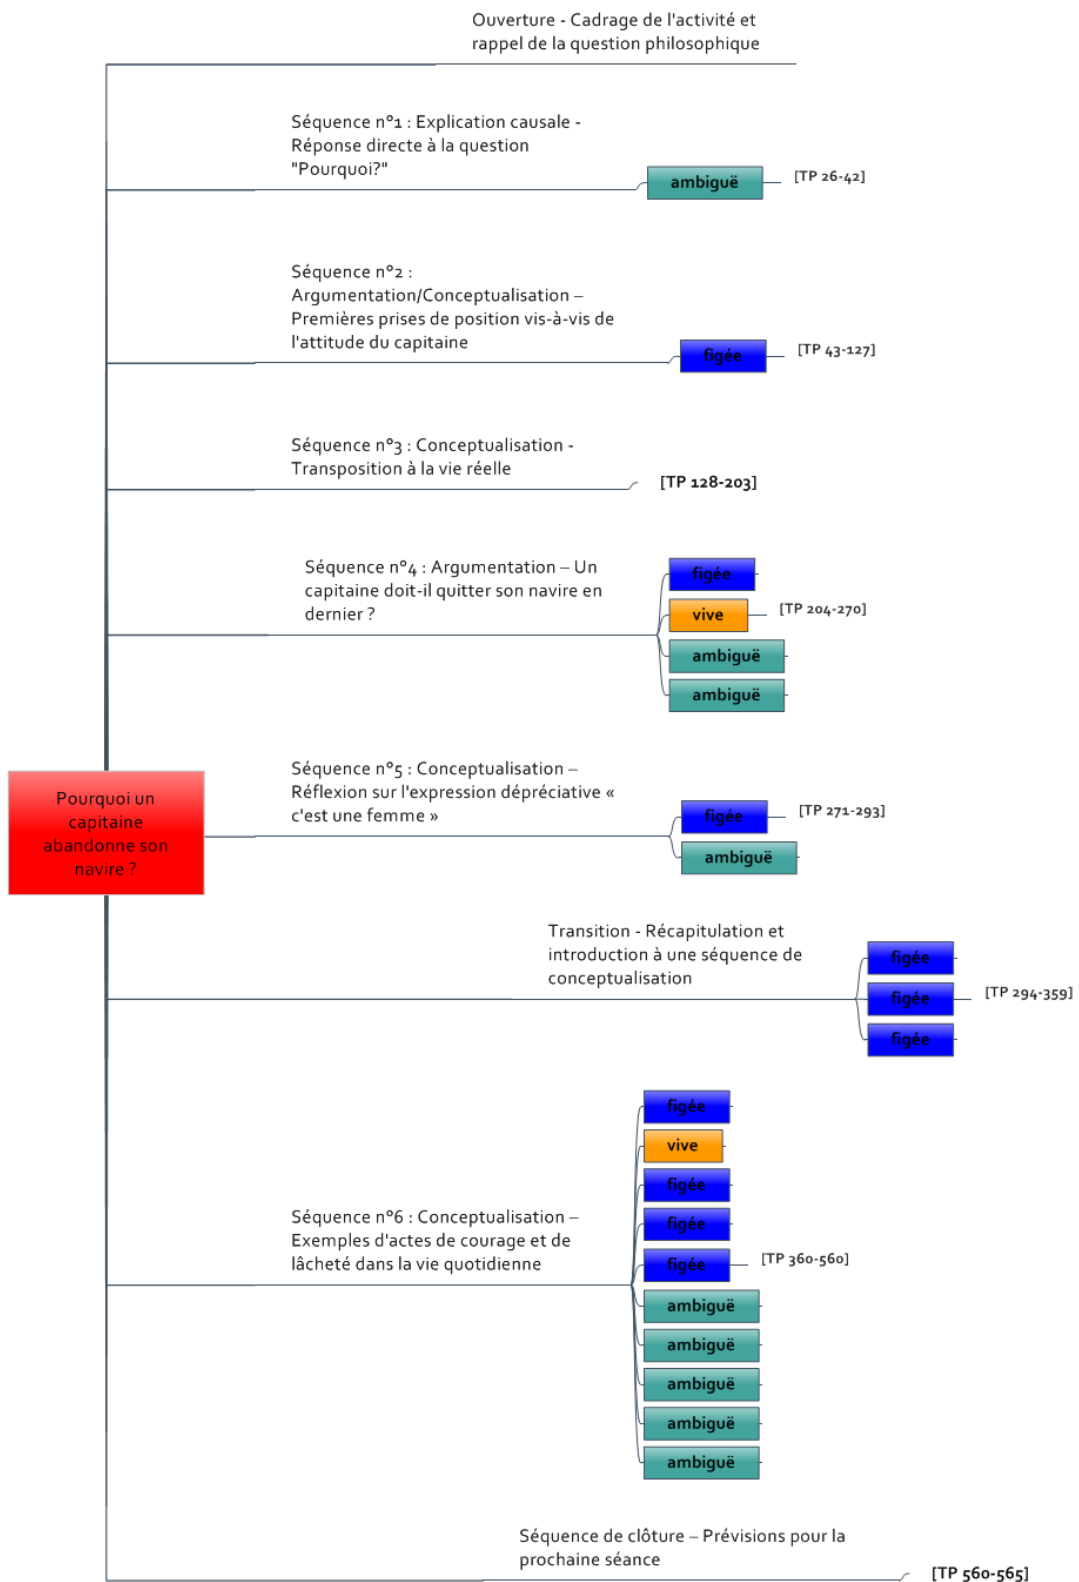 Ouverture - Cadrage de l'activité et
rappel de la question philosophique
Séquence n°1 : Explication causale -
Réponse directe à la question
"Pourquoi?"
ambiguë
[TP 26-42]
Séquence n°2 :
Argumentation/Conceptualisation –
Premières prises de position vis-à-vis de
l'attitude du capitaine
figée
[TP 43-127]
Séquence n°3 : Conceptualisation -
Transposition à la vie réelle
[TP 128-203]
Séquence n°4 : Argumentation – Un
capitaine doit-il quitter son navire en
dernier ?
figée
vive
[TP 204-270]
ambiguë
ambiguë
Séquence n°5 : Conceptualisation –
Réflexion sur l'expression dépréciative «
c'est une femme »
figée
[TP 271-293]
ambiguë
Pourquoi un
capitaine
abandonne son
navire ?
Transition - Récapitulation et
introduction à une séquence de
conceptualisation
figée
figée
[TP 294-359]
figée
Séquence n°6 : Conceptualisation –
Exemples d'actes de courage et de
lâcheté dans la vie quotidienne
figée
vive
figée
figée
figée
[TP 360-560]
ambiguë
ambiguë
ambiguë
ambiguë
ambiguë
Séquence de clôture – Prévisions pour la
prochaine séance
[TP 560-565]